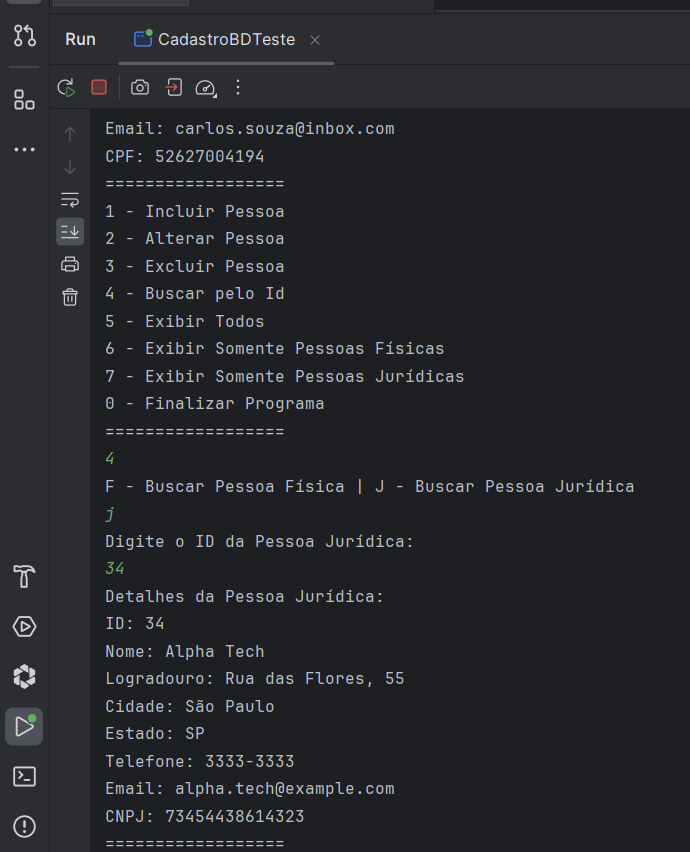 Run
CadastroBDTeste
Email: carlos.souza@inbox.com
CPF: 52627004194
==================
1 - Incluir Pessoa
2 - Alterar Pessoa
3 - Excluir Pessoa
4 - Buscar pelo Id
5 - Exibir Todos
6 - Exibir Somente Pessoas Físicas
7 - Exibir Somente Pessoas Jurídicas
0 - Finalizar Programa
==================
4
F - Buscar Pessoa Física | J - Buscar Pessoa Jurídica
j
Digite o ID da Pessoa Jurídica:
34
Detalhes da Pessoa Jurídica:
ID: 34
Nome: Alpha Tech
Logradouro: Rua das Flores, 55
Cidade: São Paulo
Estado: SP
Telefone: 3333-3333
Email: alpha.tech@example.com
CNPJ: 73454438614323
==================